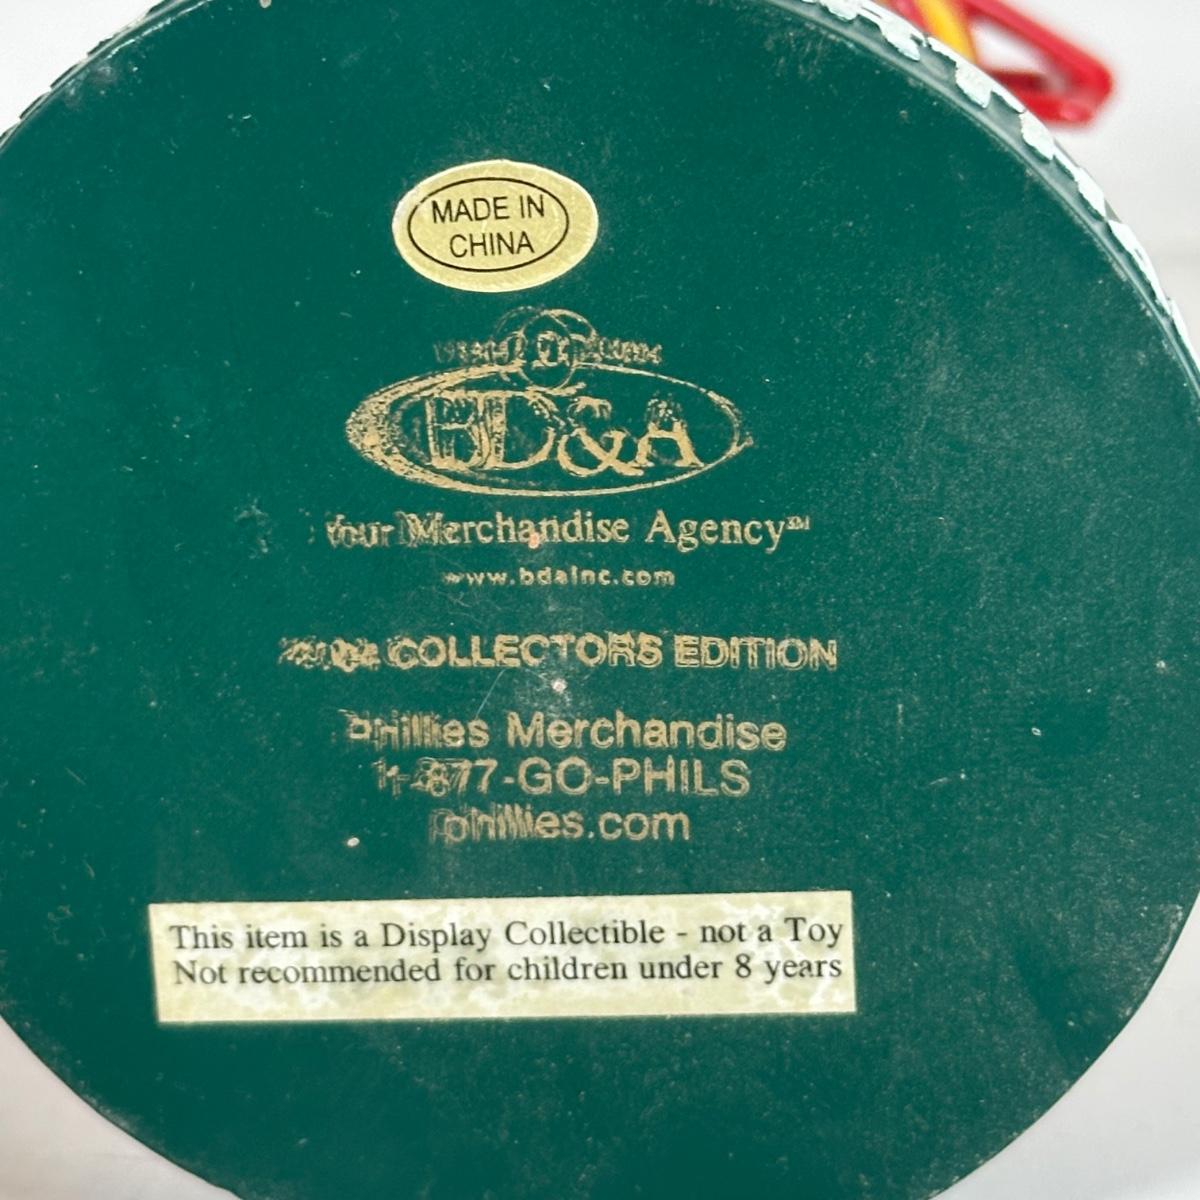 MADE IN
CHINA
BD&A
Your Merchandise Agency℠
www.bdainc.com
COLLECTORS EDITION
Phillies Merchandise
1-877-GO-PHILS
phillies.com
This item is a Display Collectible - not a Toy
Not recommended for children under 8 years